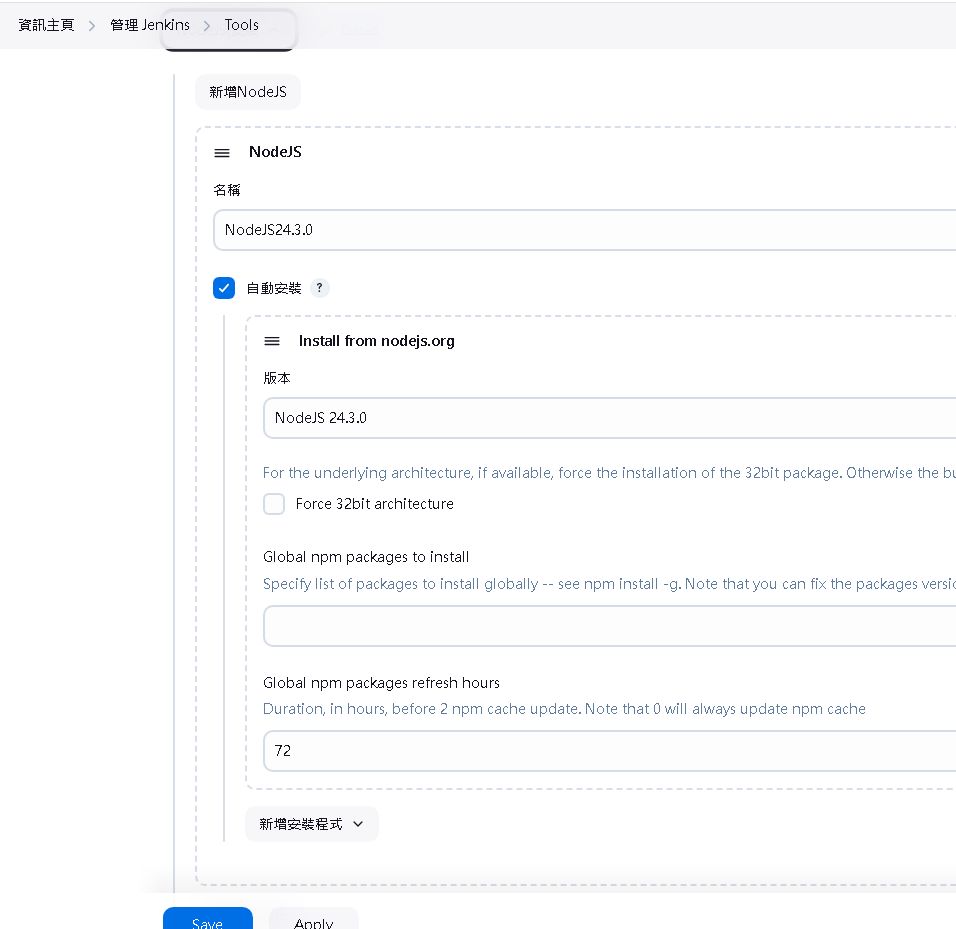 資訊主頁 > 管理 Jenkins > Tools
新增NodeJS
NodeJS
名稱
NodeJS24.3.0
自動安裝 ?
Install from nodejs.org
版本
NodeJS 24.3.0
For the underlying architecture, if available, force the installation of the 32bit package. Otherwise the bu
Force 32bit architecture
Global npm packages to install
Specify list of packages to install globally -- see npm install -g. Note that you can fix the packages versio
Global npm packages refresh hours
Duration, in hours, before 2 npm cache update. Note that 0 will always update npm cache
72
新增安裝程式
Save Apply